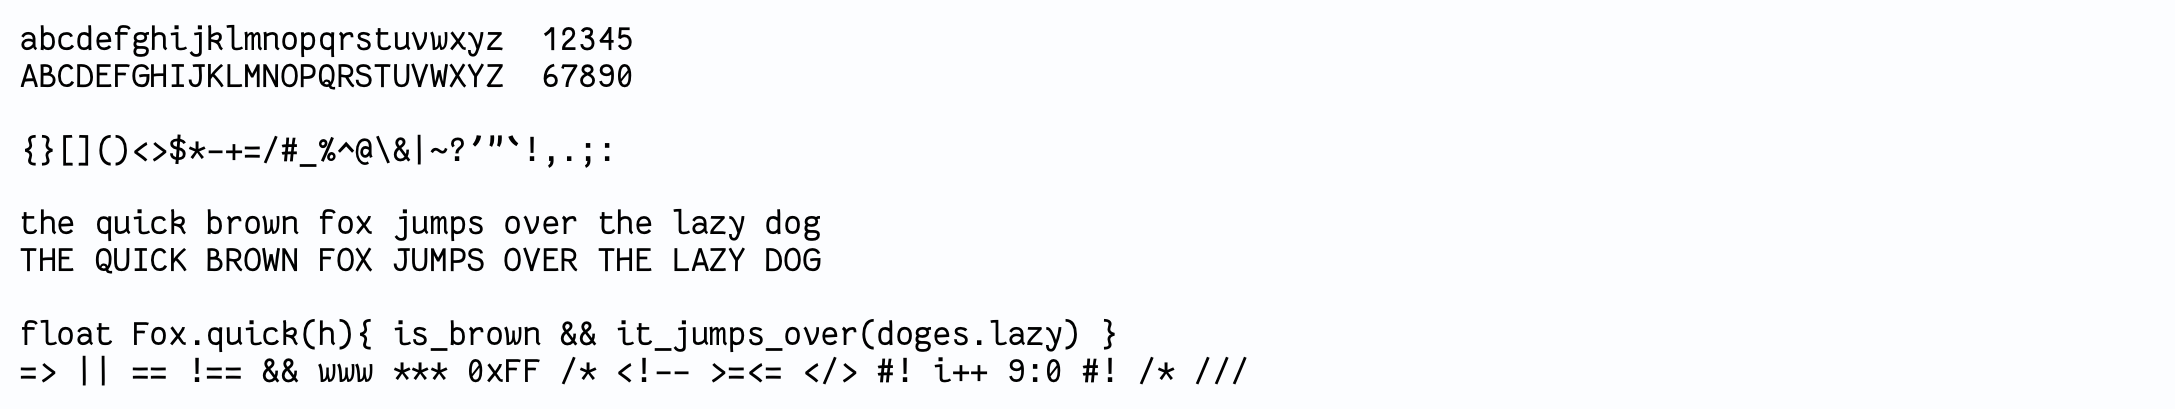 abcdefghijklmnopqrstuvwxyz  12345
ABCDEFGHIJKLMNOPQRSTUVWXYZ  67890
{}[]()<>$*-+=/#_%^@\&|~?'"`!,.;:
the quick brown fox jumps over the lazy dog
THE QUICK BROWN FOX JUMPS OVER THE LAZY DOG
float Fox.quick(h){ is_brown && it_jumps_over(doges.lazy) }
=> || == !== && www *** 0xFF /* <!-- >=<= </> #! i++ 9:0 #! /* ///